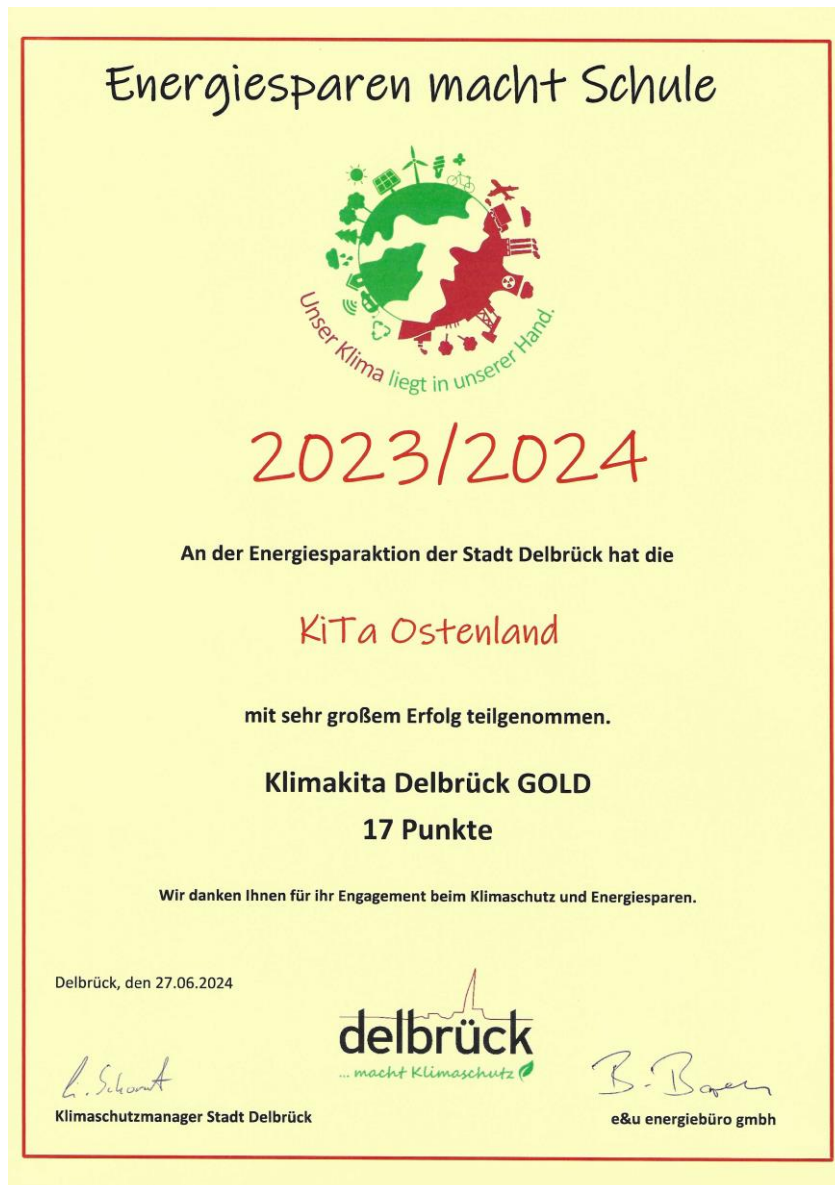 Energiesparen macht Schule
Unser Klima liegt in unserer Hand.
2023/2024
An der Energiesparaktion der Stadt Delbrück hat die
KiTa Ostenland
mit sehr großem Erfolg teilgenommen.
Klimakita Delbrück GOLD
17 Punkte
Wir danken Ihnen für ihr Engagement beim Klimaschutz und Energiesparen.
Delbrück, den 27.06.2024
delbrück
... macht Klimaschutz
Klimaschutzmanager Stadt Delbrück
e&u energiebüro gmbh